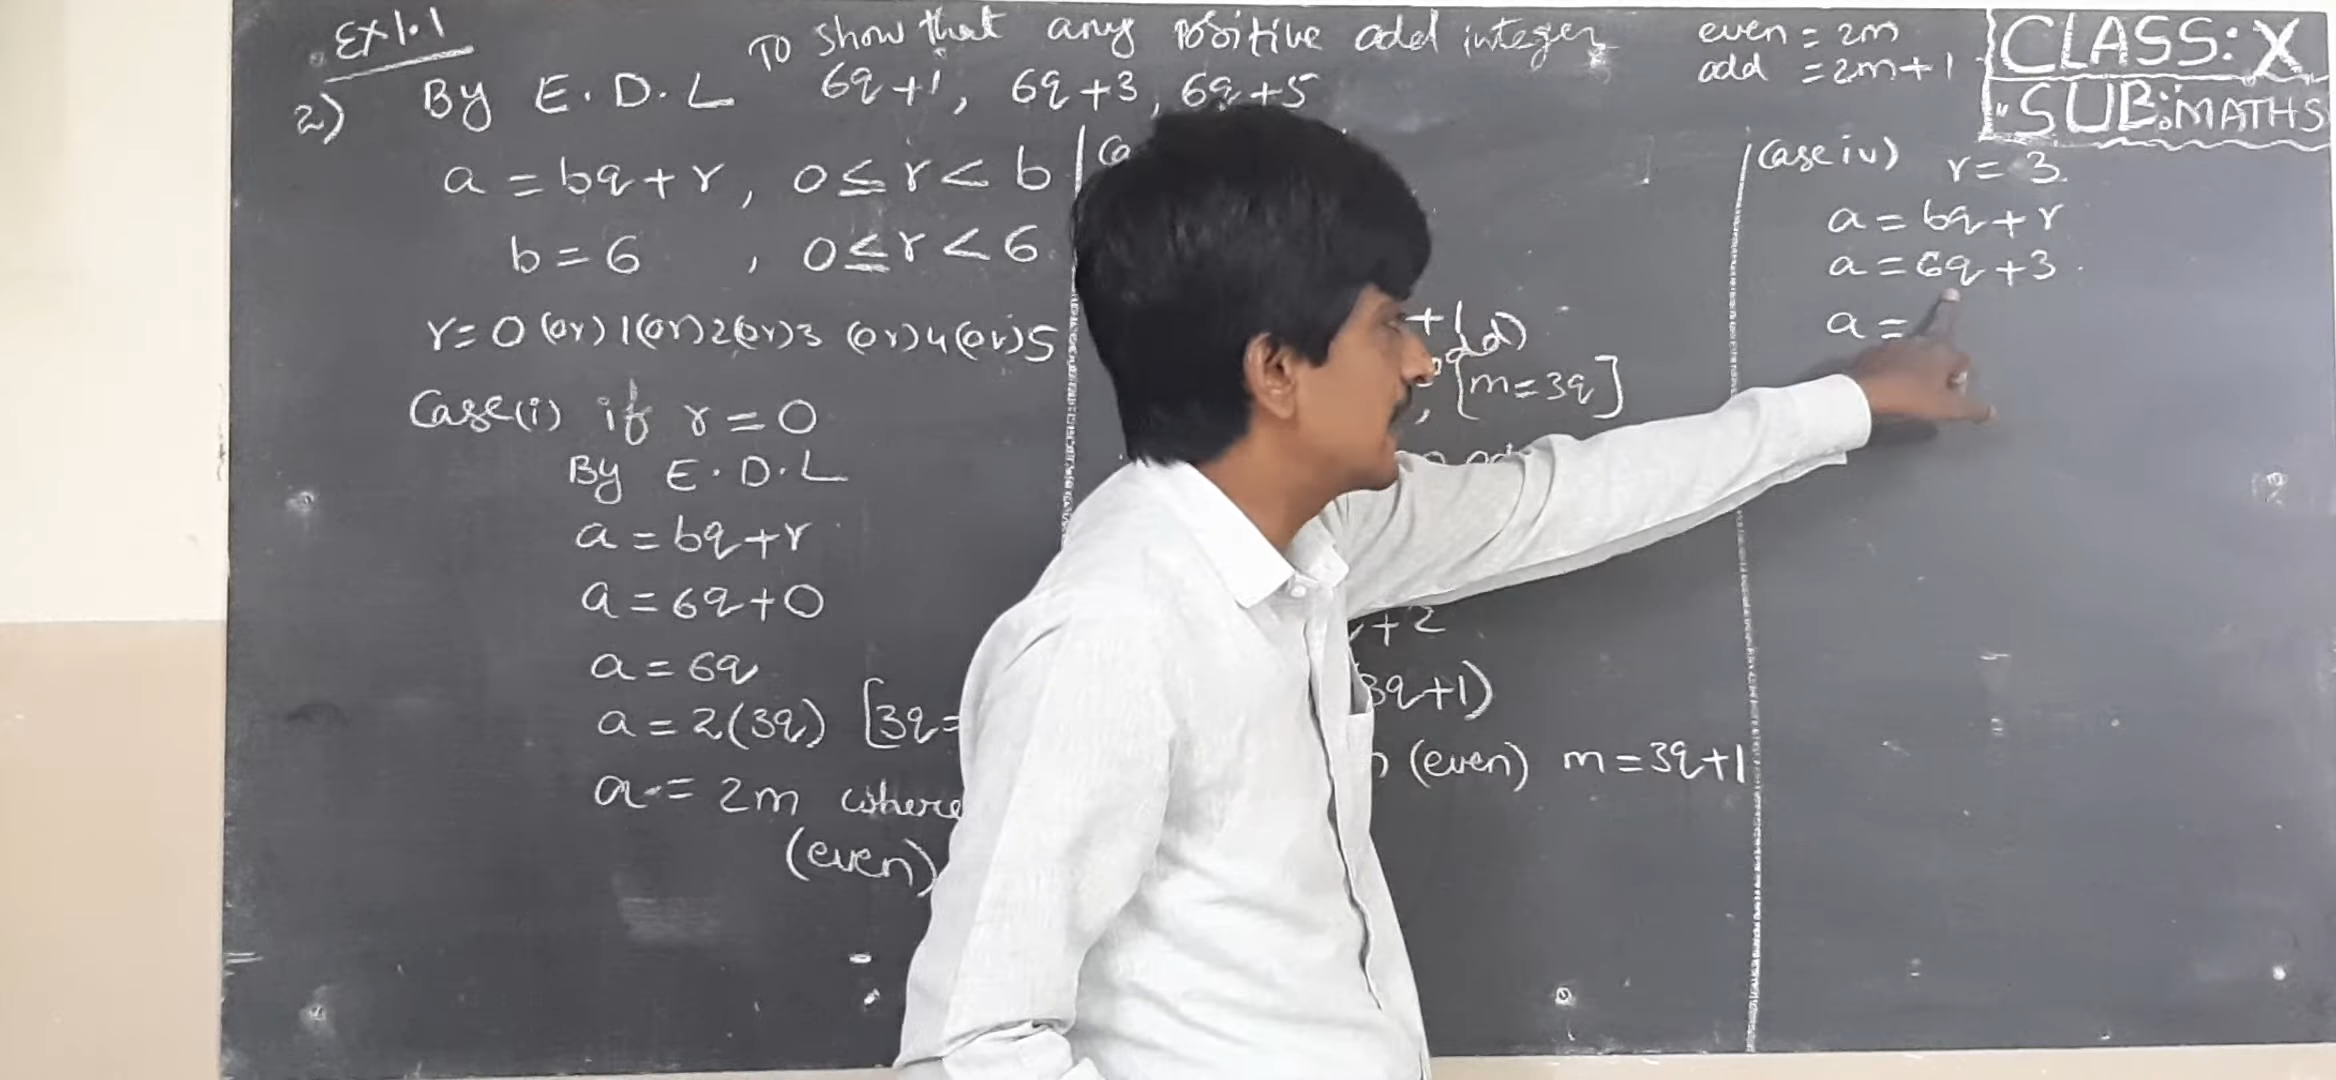 Ex 1.1
To show that any positive odd integer
6q+1, 6q+3, 6q+5
2) By E.D.L
a = bq+r, 0≤r<b
b=6, 0≤r<6
r=0 (or) 1 (or) 2 (or) 3 (or) 4 (or) 5
Case(i) if r=0
By E.D.L
a=bq+r
a=6q+0
a=6q
a=2(3q) [3q=
a=2m where
(even)
+1
odd)
, [m=3q]
+2
3q+1)
(even) m=3q+1
even = 2m
odd = 2m+1
CLASS: X
SUB: MATHS
Case iv) r=3
a=bq+r
a=6q+3
a=